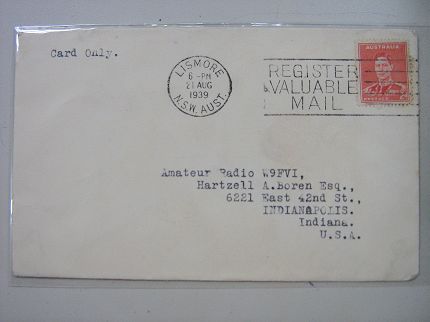 Card Only.
LISMORE
6 - PM
21 AUG
1939
N.S.W. AUST.
REGISTER
VALUABLE
MAIL
AUSTRALIA
Amateur Radio W9FVI,
Hartzell A.Boren Esq.,
6221 East 42nd St.,
INDIANAPOLIS.
Indiana.
U.S.A.